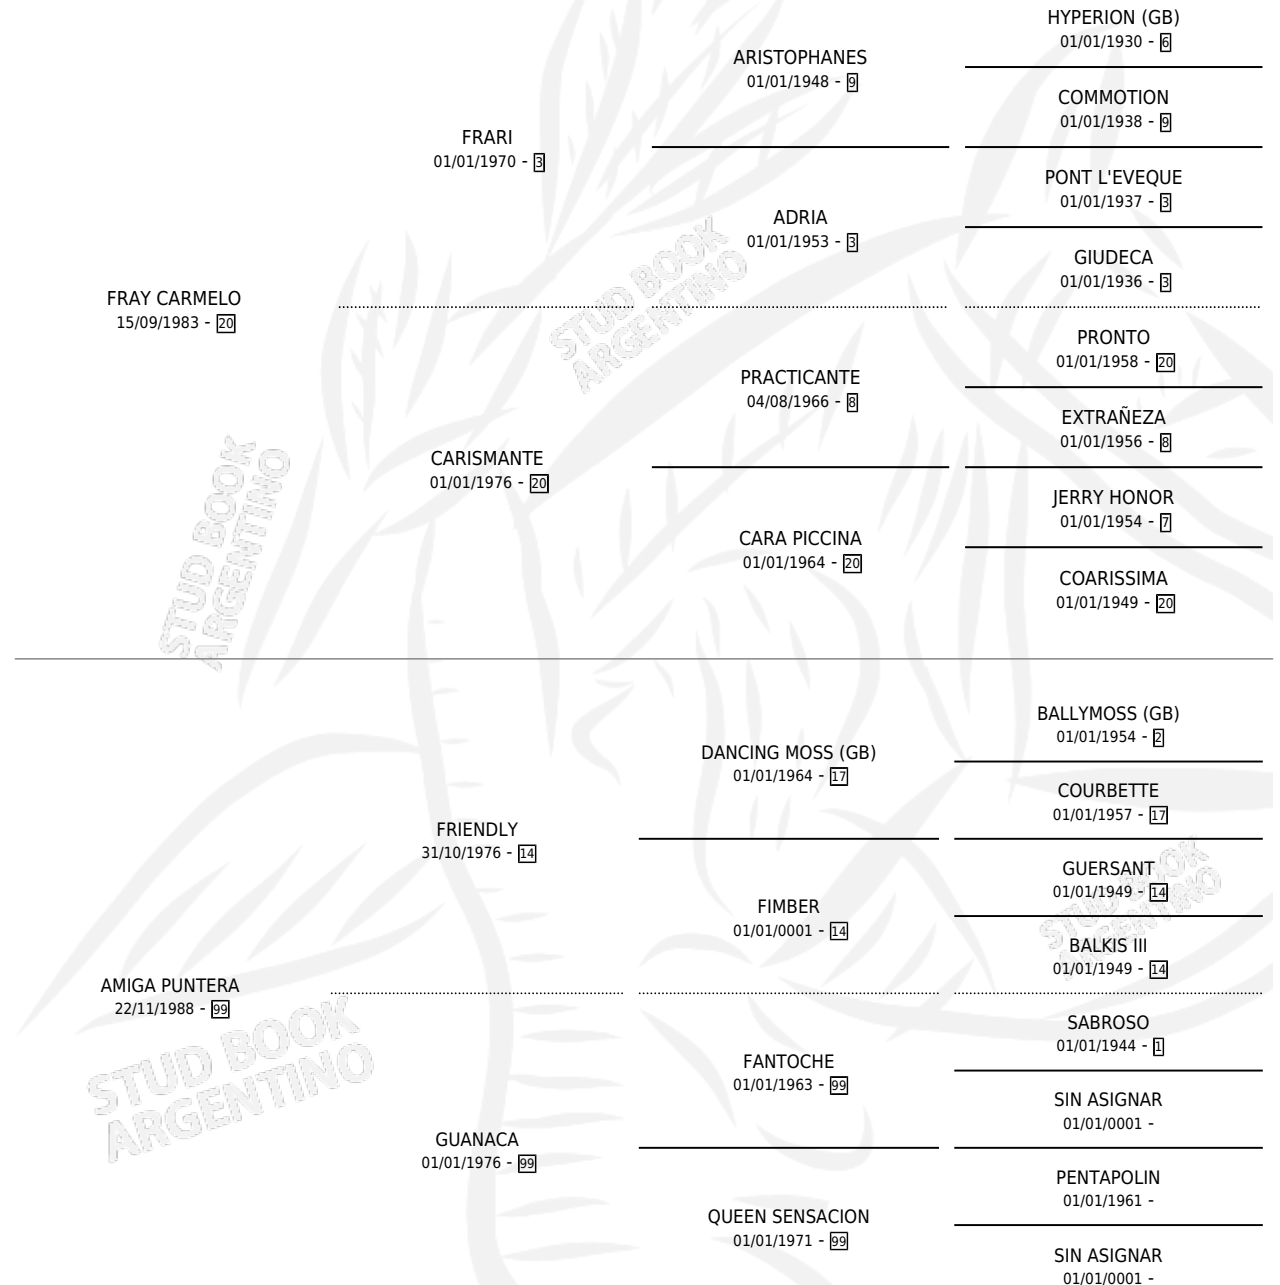 HYPERION (GB)
01/01/1930 - 6
ARISTOPHANES
01/01/1948 - 9
COMMOTION
01/01/1938 - 9
FRARI
01/01/1970 - 3
PONT L'EVEQUE
01/01/1937 - 3
ADRIA
01/01/1953 - 3
GIUDECA
01/01/1936 - 3
FRAY CARMELO
15/09/1983 - 20
STUD BOOK
ARGENTINO
PRONTO
01/01/1958 - 20
PRACTICANTE
04/08/1966 - 8
EXTRAÑEZA
01/01/1956 - 8
CARISMANTE
01/01/1976 - 20
JERRY HONOR
01/01/1954 - 7
CARA PICCINA
01/01/1964 - 20
COARISSIMA
01/01/1949 - 20
STUD BOOK
ARGENTINO
BALLYMOSS (GB)
01/01/1954 - 2
DANCING MOSS (GB)
01/01/1964 - 17
COURBETTE
01/01/1957 - 17
FRIENDLY
31/10/1976 - 14
GUERSANT
01/01/1949 - 14
FIMBER
01/01/0001 - 14
BALKIS III
01/01/1949 - 14
STUD BOOK
ARGENTINO
AMIGA PUNTERA
22/11/1988 - 99
SABROSO
01/01/1944 - 1
FANTOCHE
01/01/1963 - 99
SIN ASIGNAR
01/01/0001 -
STUD BOOK
ARGENTINO
GUANACA
01/01/1976 - 99
PENTAPOLIN
01/01/1961 -
QUEEN SENSACION
01/01/1971 - 99
SIN ASIGNAR
01/01/0001 -